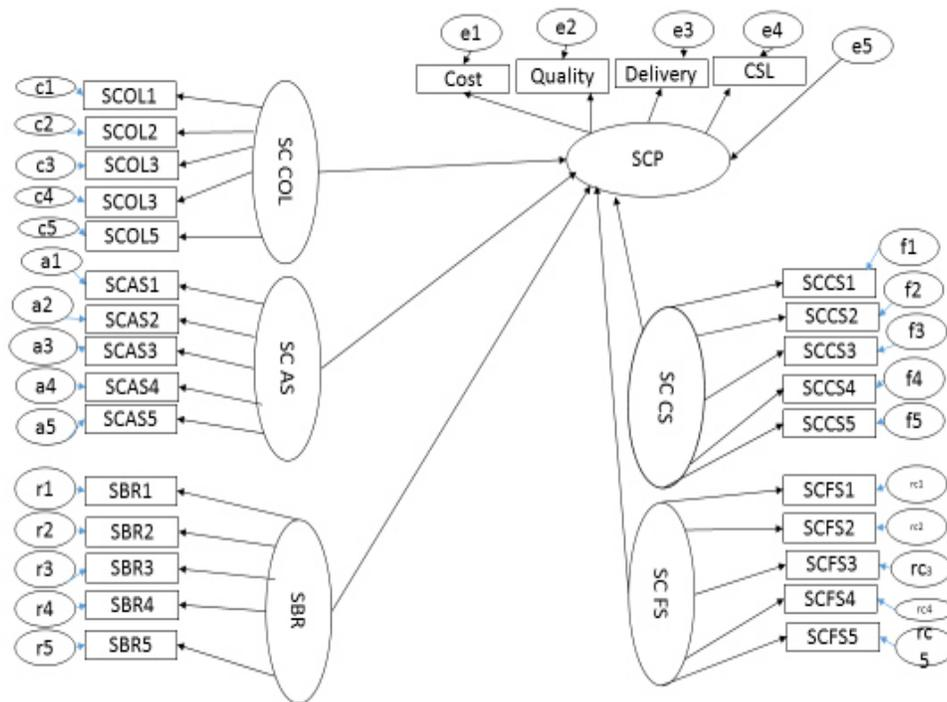 e1
e2
e3
e4
e5
Cost
Quality
Delivery
CSL
SCP
c1
SCOL1
c2
SCOL2
c3
SCOL3
c4
SCOL3
c5
SCOL5
SC COL
a1
SCAS1
a2
SCAS2
a3
SCAS3
a4
SCAS4
a5
SCAS5
SC AS
r1
SBR1
r2
SBR2
r3
SBR3
r4
SBR4
r5
SBR5
SBR
SC CS
SCCS1
f1
SCCS2
f2
SCCS3
f3
SCCS4
f4
SCCS5
f5
SC FS
SCFS1
rc1
SCFS2
rc2
SCFS3
rc3
SCFS4
rc4
SCFS5
rc
5